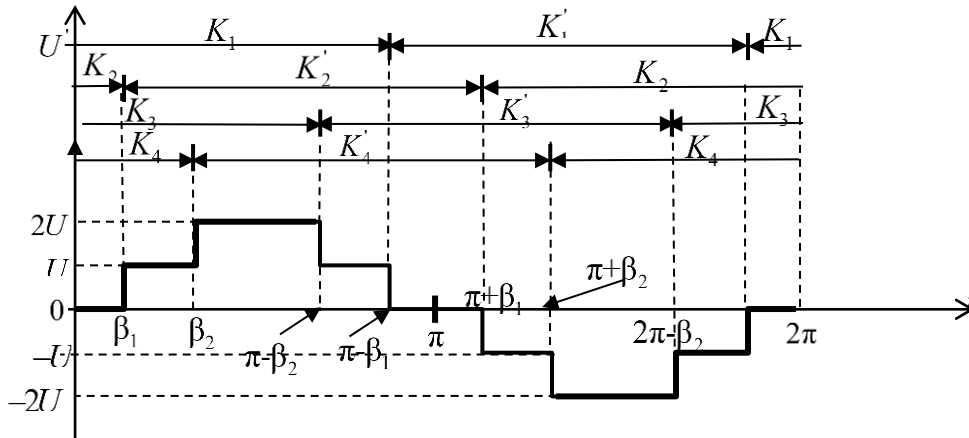 U'
K₁
K₁'
K₁
K₂
K₂'
K₂
K₃
K₃'
K₃
K₄
K₄'
K₄
2U
U
0
–U
–2U
β₁
β₂
π-β₂
π-β₁
π
π+β₁
π+β₂
2π-β₂
2π